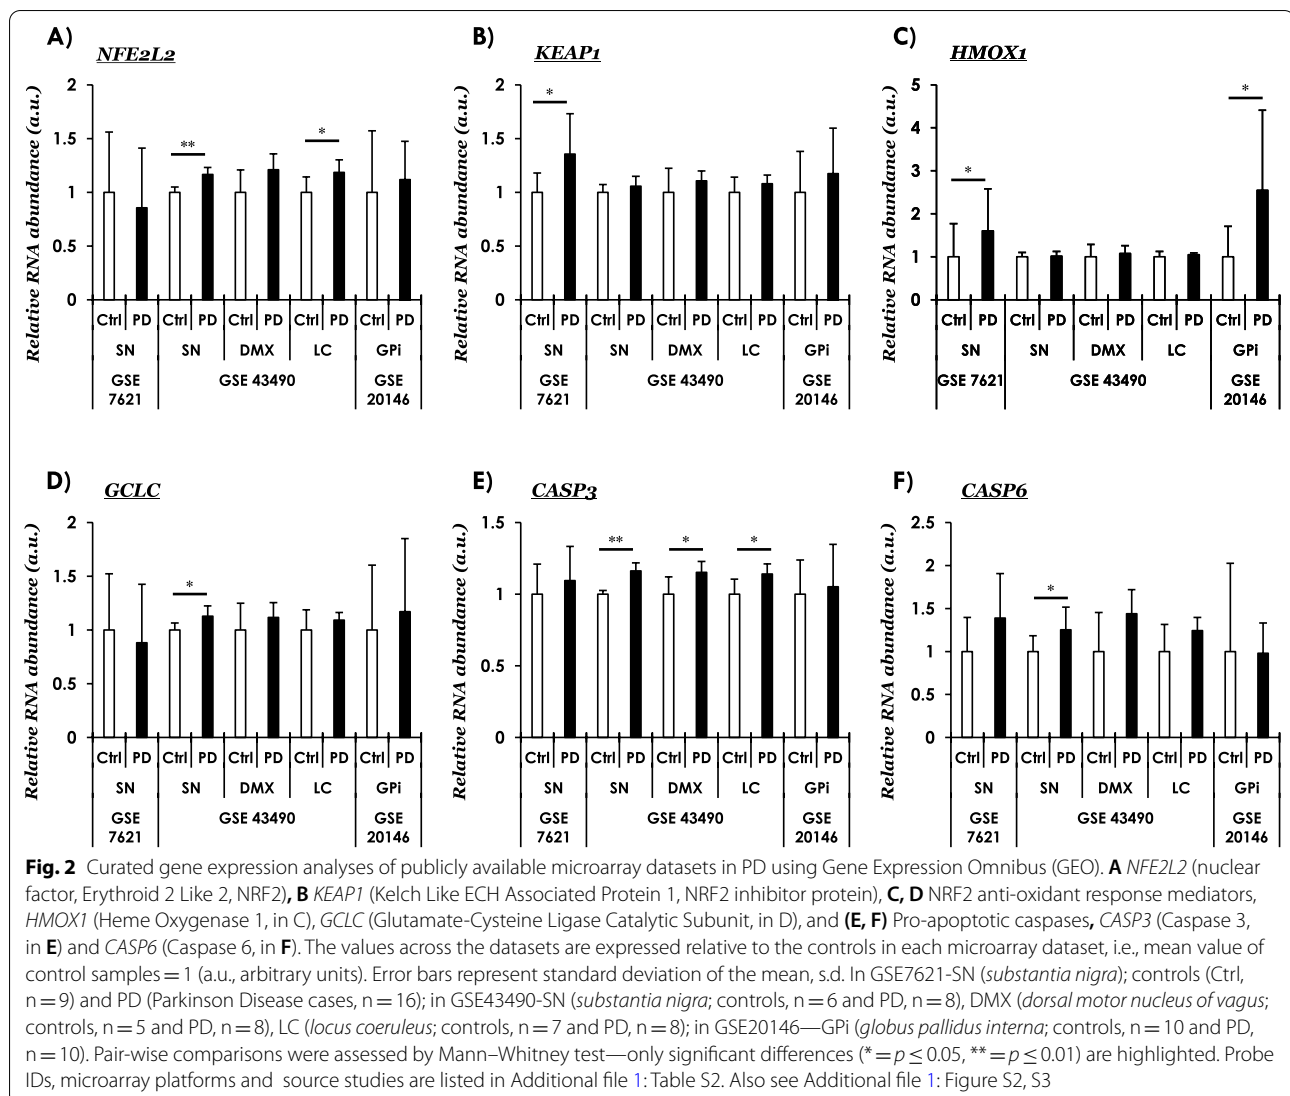 A) NFE2L2
Relative RNA abundance (a.u.)
2
1.5
1
0.5
0
** *
Ctrl PD Ctrl PD Ctrl PD Ctrl PD Ctrl PD
SN SN DMX LC GPi
GSE 7621 GSE 43490 GSE 20146
B) KEAP1
Relative RNA abundance (a.u.)
2
1.5
1
0.5
0
*
Ctrl PD Ctrl PD Ctrl PD Ctrl PD Ctrl PD
SN SN DMX LC GPi
GSE 7621 GSE 43490 GSE 20146
C) HMOX1
Relative RNA abundance (a.u.)
5
4
3
2
1
0
* *
Ctrl PD Ctrl PD Ctrl PD Ctrl PD Ctrl PD
SN SN DMX LC GPi
GSE 7621 GSE 43490 GSE 20146
D) GCLC
Relative RNA abundance (a.u.)
2
1.5
1
0.5
0
*
Ctrl PD Ctrl PD Ctrl PD Ctrl PD Ctrl PD
SN SN DMX LC GPi
GSE 7621 GSE 43490 GSE 20146
E) CASP3
Relative RNA abundance (a.u.)
1.5
1
0.5
0
** * *
Ctrl PD Ctrl PD Ctrl PD Ctrl PD Ctrl PD
SN SN DMX LC GPi
GSE 7621 GSE 43490 GSE 20146
F) CASP6
Relative RNA abundance (a.u.)
2.5
2
1.5
1
0.5
0
*
Ctrl PD Ctrl PD Ctrl PD Ctrl PD Ctrl PD
SN SN DMX LC GPi
GSE 7621 GSE 43490 GSE 20146
Fig. 2 Curated gene expression analyses of publicly available microarray datasets in PD using Gene Expression Omnibus (GEO). A NFE2L2 (nuclear
factor, Erythroid 2 Like 2, NRF2), B KEAP1 (Kelch Like ECH Associated Protein 1, NRF2 inhibitor protein), C, D NRF2 anti-oxidant response mediators,
HMOX1 (Heme Oxygenase 1, in C), GCLC (Glutamate-Cysteine Ligase Catalytic Subunit, in D), and (E, F) Pro-apoptotic caspases, CASP3 (Caspase 3,
in E) and CASP6 (Caspase 6, in F). The values across the datasets are expressed relative to the controls in each microarray dataset, i.e., mean value of
control samples = 1 (a.u., arbitrary units). Error bars represent standard deviation of the mean, s.d. In GSE7621-SN (substantia nigra); controls (Ctrl,
n = 9) and PD (Parkinson Disease cases, n = 16); in GSE43490-SN (substantia nigra; controls, n = 6 and PD, n = 8), DMX (dorsal motor nucleus of vagus;
controls, n = 5 and PD, n = 8), LC (locus coeruleus; controls, n = 7 and PD, n = 8); in GSE20146—GPi (globus pallidus interna; controls, n = 10 and PD,
n = 10). Pair-wise comparisons were assessed by Mann–Whitney test—only significant differences (* = p ≤ 0.05, ** = p ≤ 0.01) are highlighted. Probe
IDs, microarray platforms and source studies are listed in Additional file 1: Table S2. Also see Additional file 1: Figure S2, S3